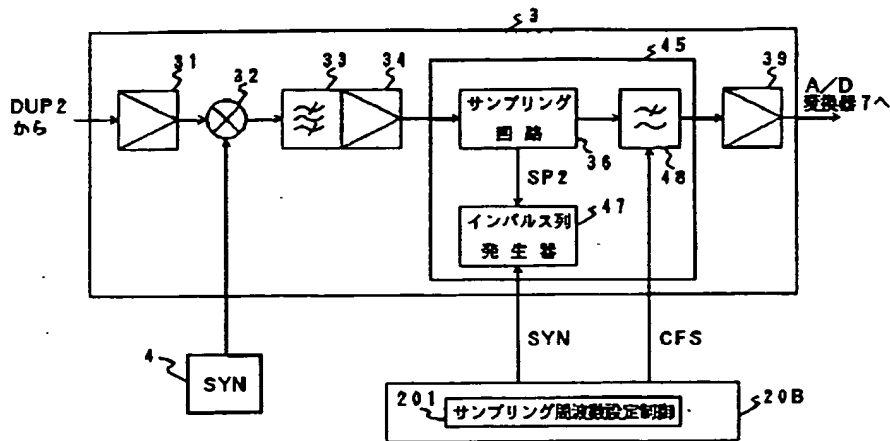 3
31
32
33
34
45
39
DUP2
から
サンプリング
回路
36
48
A/D
変換器7へ
SP2
47
インパルス列
発生器
4
SYN
SYN
CFS
201
サンプリング周波数設定制御
20B